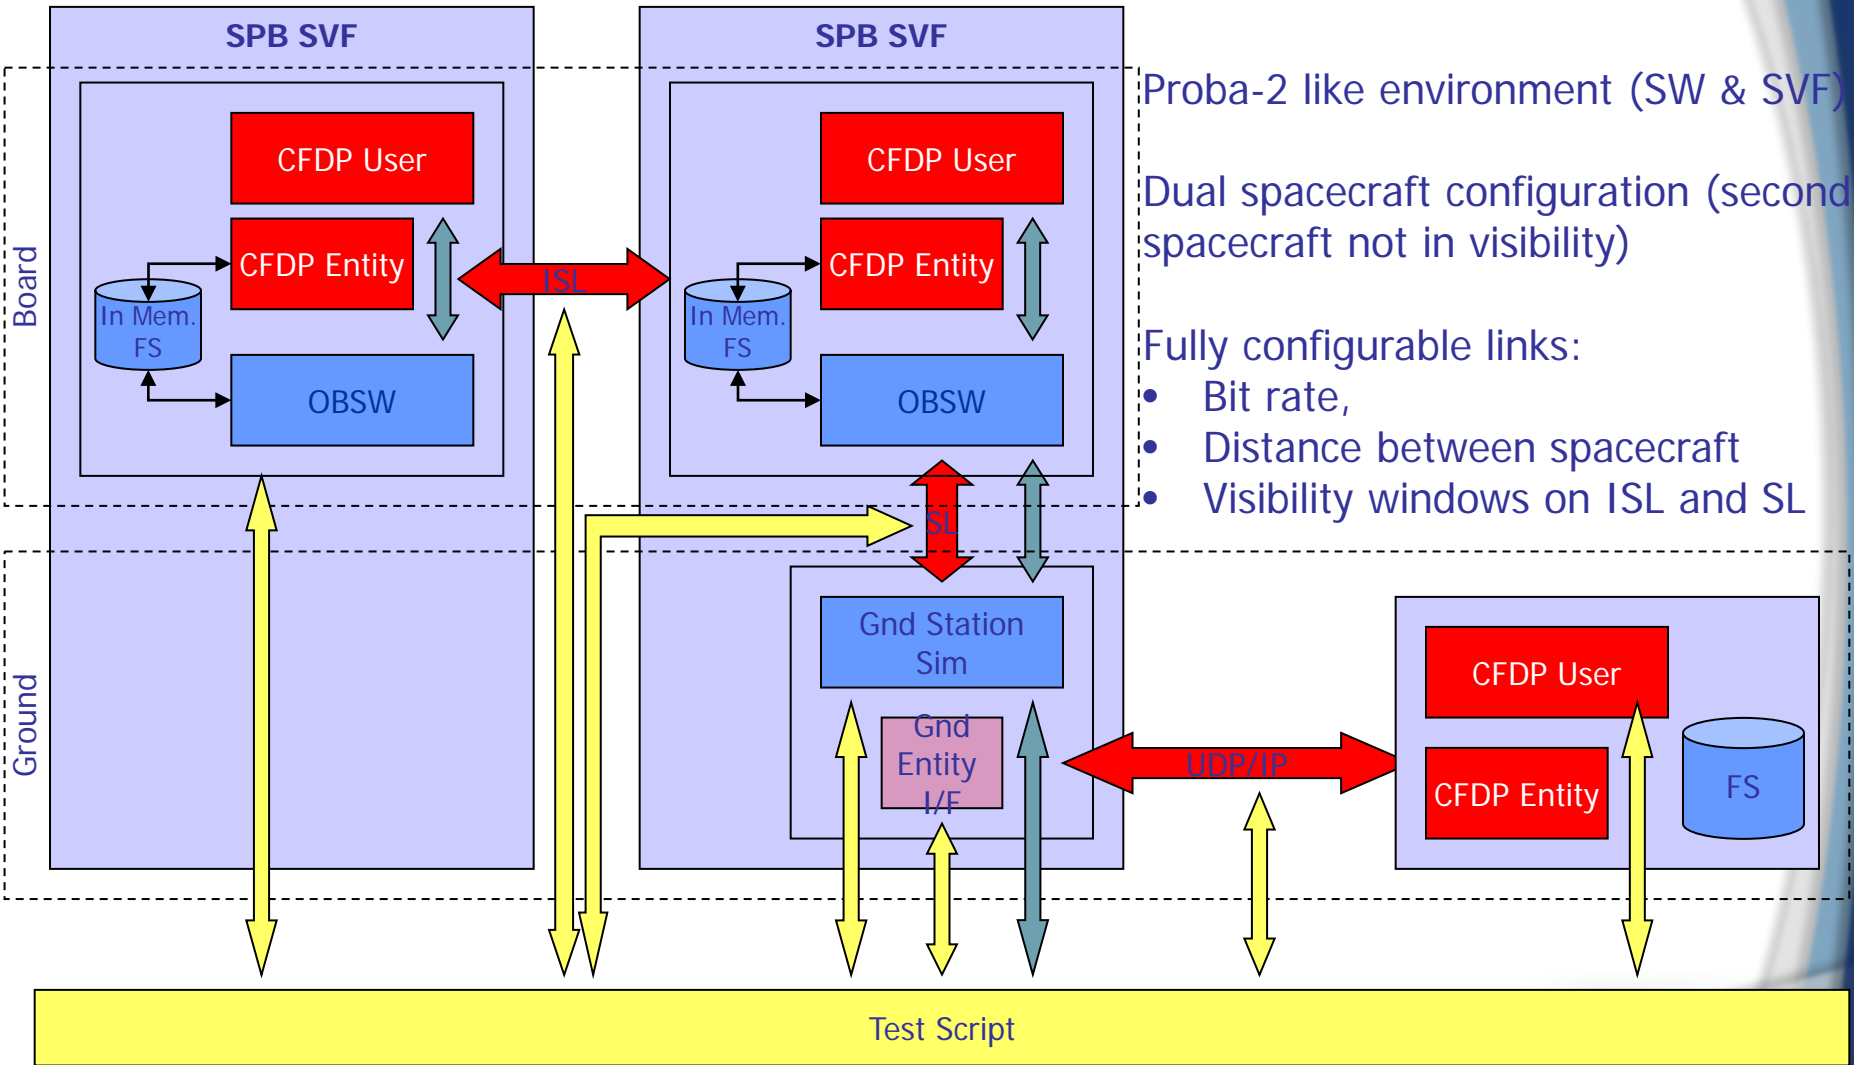 SPB SVF
SPB SVF
Board
CFDP User
CFDP Entity
In Mem.
FS
OBSW
ISL
CFDP User
CFDP Entity
In Mem.
FS
OBSW
SL
Proba-2 like environment (SW & SVF)
Dual spacecraft configuration (second
spacecraft not in visibility)
Fully configurable links:
• Bit rate,
• Distance between spacecraft
• Visibility windows on ISL and SL
Ground
Gnd Station
Sim
Gnd
Entity
I/F
UDP/IP
CFDP User
CFDP Entity
FS
Test Script